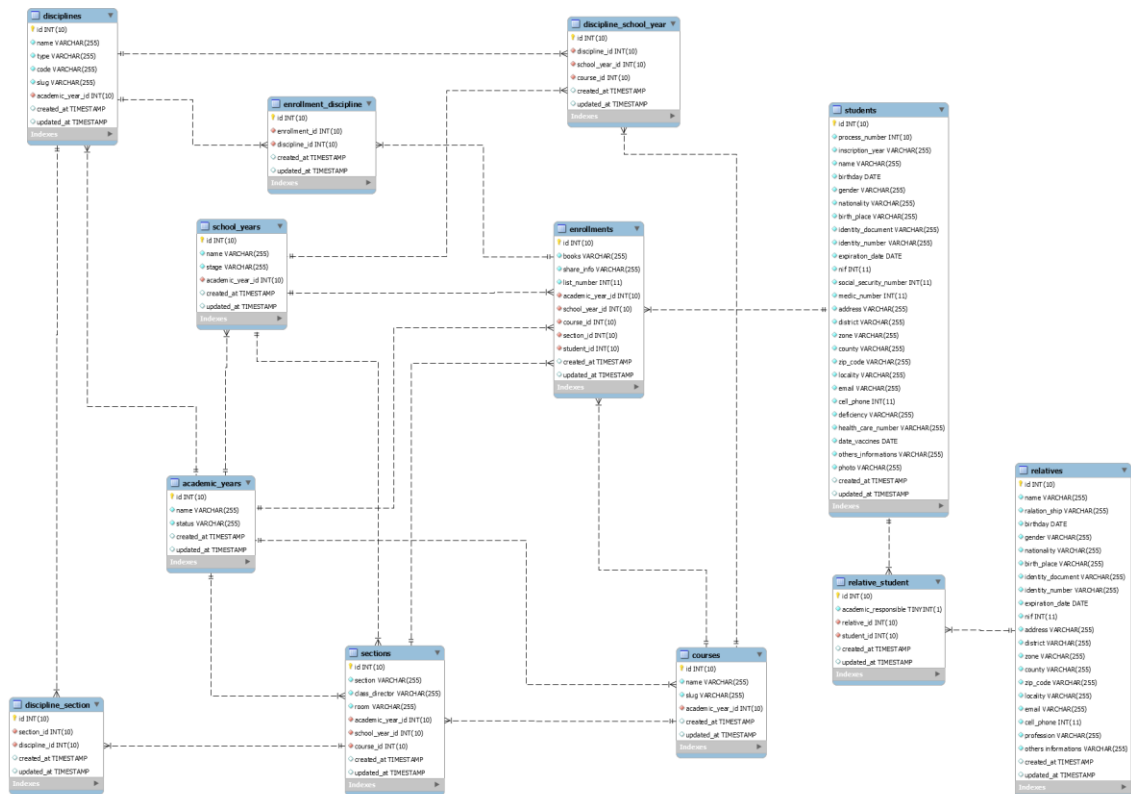 disciplines
id INT(10)
name VARCHAR(255)
type VARCHAR(255)
code VARCHAR(255)
slug VARCHAR(255)
academic_year_id INT(10)
created_at TIMESTAMP
updated_at TIMESTAMP
Indexes
discipline_school_year
id INT(10)
discipline_id INT(10)
school_year_id INT(10)
course_id INT(10)
created_at TIMESTAMP
updated_at TIMESTAMP
Indexes
enrollment_discipline
id INT(10)
enrollment_id INT(10)
discipline_id INT(10)
created_at TIMESTAMP
updated_at TIMESTAMP
Indexes
students
id INT(10)
process_number INT(10)
inscription_year VARCHAR(255)
name VARCHAR(255)
birthday DATE
gender VARCHAR(255)
nationality VARCHAR(255)
birth_place VARCHAR(255)
identity_document VARCHAR(255)
identity_number VARCHAR(255)
expiration_date DATE
nif INT(11)
social_security_number INT(11)
medic_number INT(11)
address VARCHAR(255)
district VARCHAR(255)
zone VARCHAR(255)
county VARCHAR(255)
zip_code VARCHAR(255)
locality VARCHAR(255)
email VARCHAR(255)
cell_phone INT(11)
deficiency VARCHAR(255)
health_care_number VARCHAR(255)
date_vaccines DATE
others_informations VARCHAR(255)
photo VARCHAR(255)
created_at TIMESTAMP
updated_at TIMESTAMP
Indexes
school_years
id INT(10)
name VARCHAR(255)
stage VARCHAR(255)
academic_year_id INT(10)
created_at TIMESTAMP
updated_at TIMESTAMP
Indexes
enrollments
id INT(10)
books VARCHAR(255)
share_info VARCHAR(255)
list_number INT(11)
academic_year_id INT(10)
school_year_id INT(10)
course_id INT(10)
section_id INT(10)
student_id INT(10)
created_at TIMESTAMP
updated_at TIMESTAMP
Indexes
academic_years
id INT(10)
name VARCHAR(255)
status VARCHAR(255)
created_at TIMESTAMP
updated_at TIMESTAMP
Indexes
relatives
id INT(10)
name VARCHAR(255)
ralation_ship VARCHAR(255)
birthday DATE
gender VARCHAR(255)
nationality VARCHAR(255)
birth_place VARCHAR(255)
identity_document VARCHAR(255)
identity_number VARCHAR(255)
expiration_date DATE
nif INT(11)
address VARCHAR(255)
district VARCHAR(255)
zone VARCHAR(255)
county VARCHAR(255)
zip_code VARCHAR(255)
locality VARCHAR(255)
email VARCHAR(255)
cell_phone INT(11)
profession VARCHAR(255)
others informations VARCHAR(255)
created_at TIMESTAMP
updated_at TIMESTAMP
Indexes
relative_student
id INT(10)
academic_responsible TINYINT(1)
relative_id INT(10)
student_id INT(10)
created_at TIMESTAMP
updated_at TIMESTAMP
Indexes
sections
id INT(10)
section VARCHAR(255)
class_director VARCHAR(255)
room VARCHAR(255)
academic_year_id INT(10)
school_year_id INT(10)
course_id INT(10)
created_at TIMESTAMP
updated_at TIMESTAMP
Indexes
courses
id INT(10)
name VARCHAR(255)
slug VARCHAR(255)
academic_year_id INT(10)
created_at TIMESTAMP
updated_at TIMESTAMP
Indexes
discipline_section
id INT(10)
section_id INT(10)
discipline_id INT(10)
created_at TIMESTAMP
updated_at TIMESTAMP
Indexes